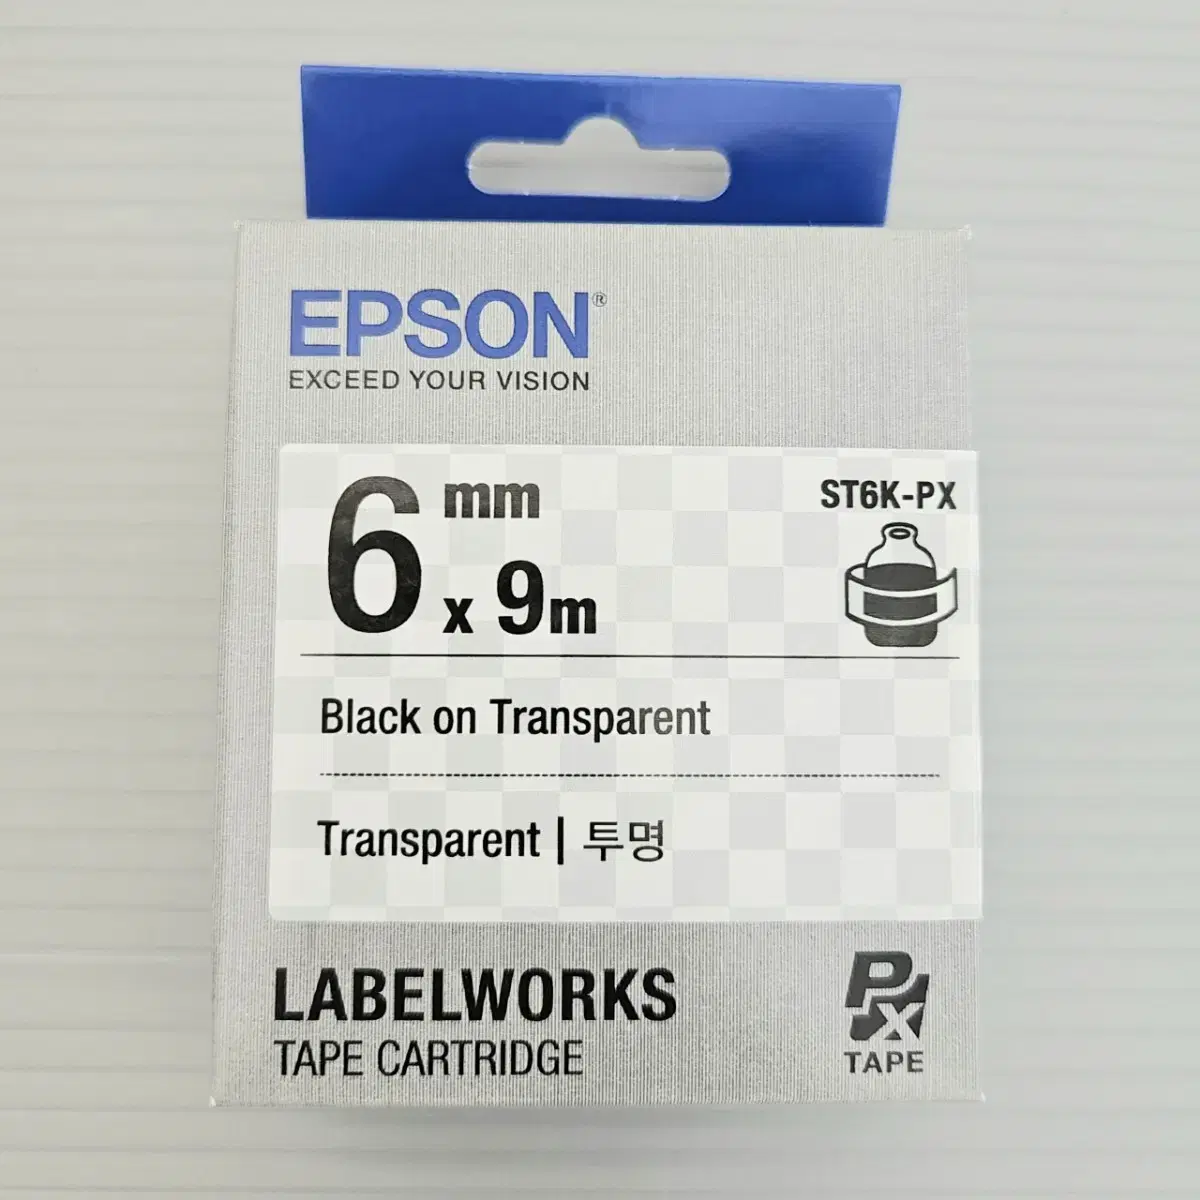 EPSON®
EXCEED YOUR VISION
6 mm x 9m
ST6K-PX
Black on Transparent
Transparent | 투명
LABELWORKS
TAPE CARTRIDGE
Px
TAPE